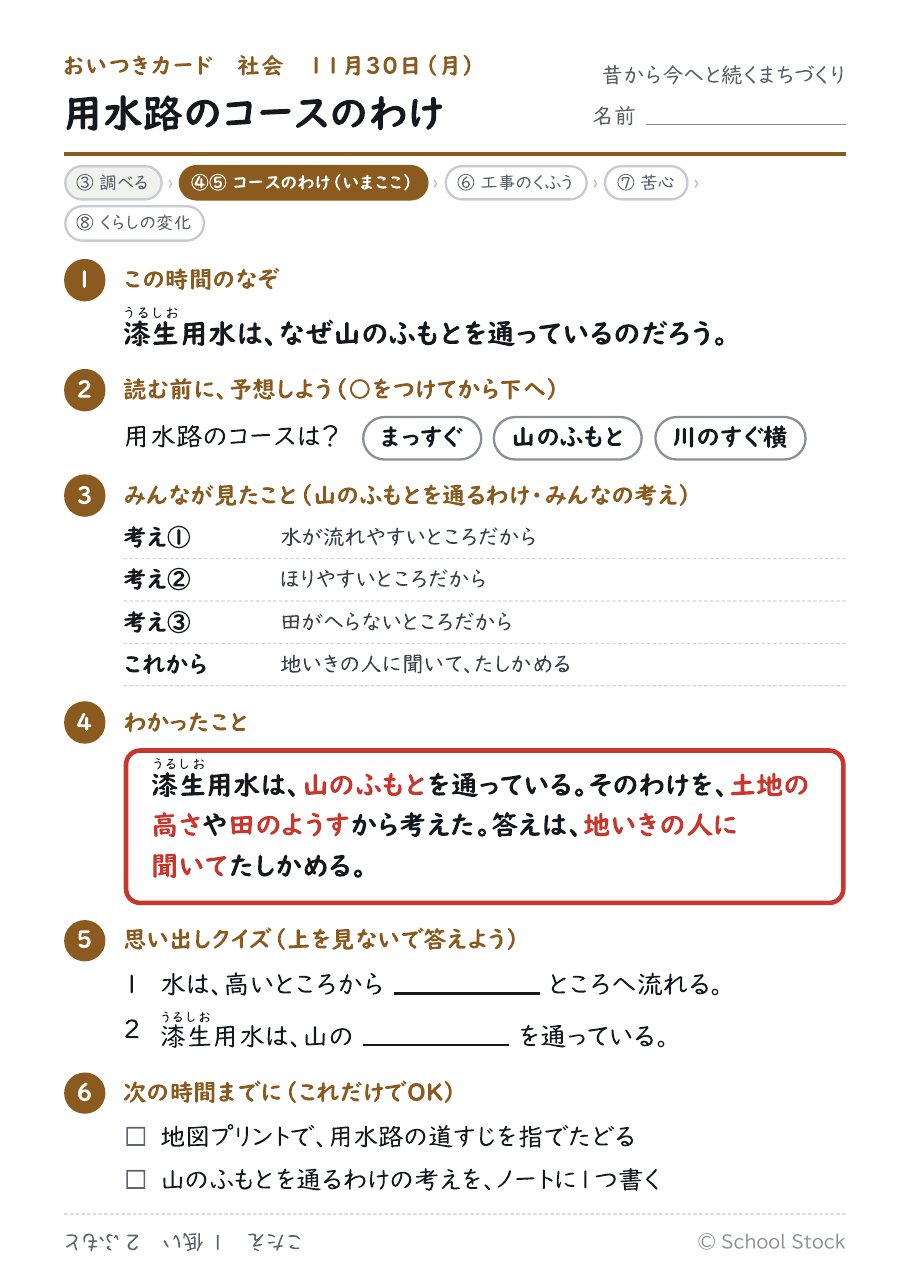 おいつきカード 社会 11月30日（月）
昔から今へと続くまちづくり
用水路のコースのわけ
名前
③ 調べる › ④⑤ コースのわけ（いまここ） › ⑥ 工事のくふう › ⑦ 苦心 ›
⑧ くらしの変化
1 この時間のなぞ
うるしお
漆生用水は、なぜ山のふもとを通っているのだろう。
2 読む前に、予想しよう（〇をつけてから下へ）
用水路のコースは？ まっすぐ 山のふもと 川のすぐ横
3 みんなが見たこと（山のふもとを通るわけ・みんなの考え）
考え① 水が流れやすいところだから
考え② ほりやすいところだから
考え③ 田がへらないところだから
これから 地いきの人に聞いて、たしかめる
4 わかったこと
うるしお
漆生用水は、山のふもとを通っている。そのわけを、土地の
高さや田のようすから考えた。答えは、地いきの人に
聞いてたしかめる。
5 思い出しクイズ（上を見ないで答えよう）
1 水は、高いところから ところへ流れる。
うるしお
2 漆生用水は、山の を通っている。
6 次の時間までに（これだけでOK）
□ 地図プリントで、用水路の道すじを指でたどる
□ 山のふもとを通るわけの考えを、ノートに1つ書く
こたえ 1 低い 2 ふもと
© School Stock